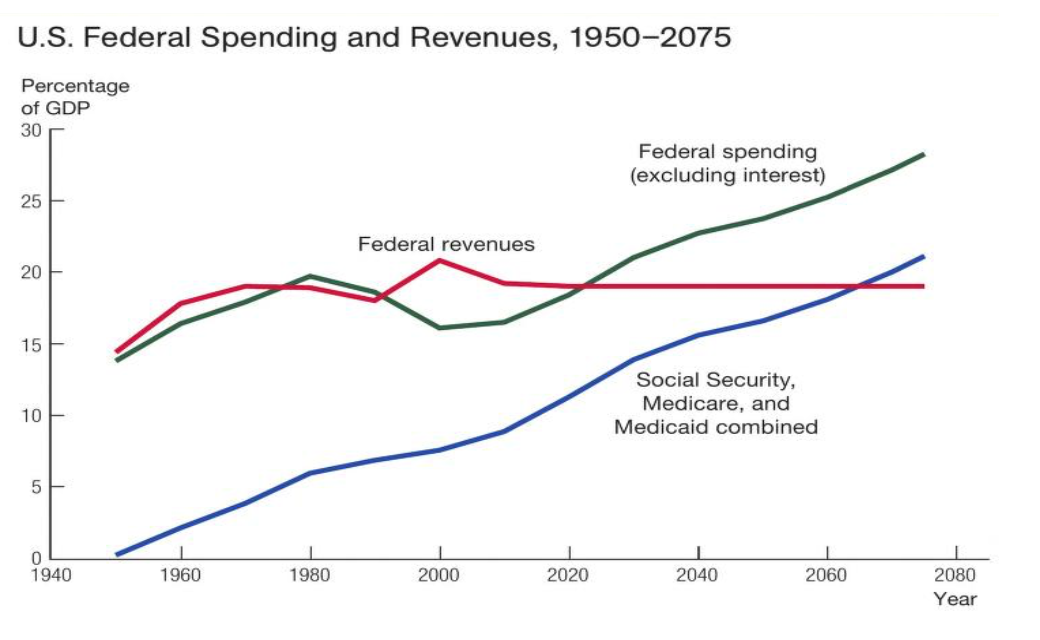 U.S. Federal Spending and Revenues, 1950–2075
Percentage
of GDP
30
25
20
15
10
5
0
Federal spending
(excluding interest)
Federal revenues
Social Security,
Medicare, and
Medicaid combined
1940 1960 1980 2000 2020 2040 2060 2080
Year